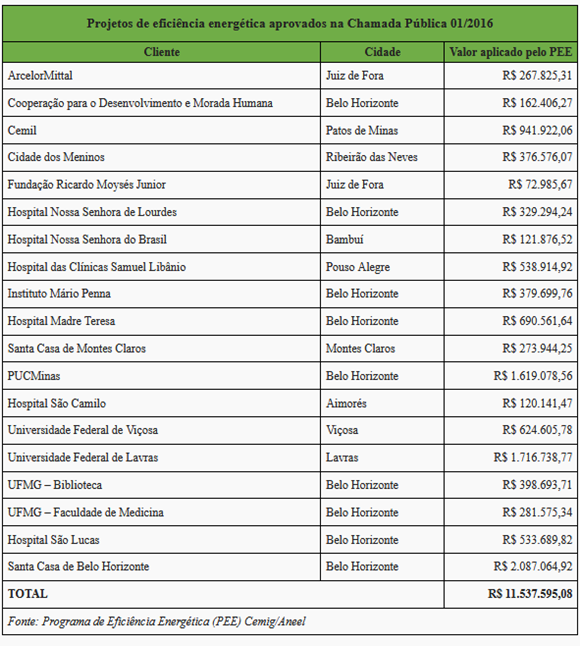 Projetos de eficiência energética aprovados na Chamada Pública 01/2016
Cliente Cidade Valor aplicado pelo PEE
ArcelorMittal Juiz de Fora R$ 267.825,31
Cooperação para o Desenvolvimento e Morada Humana Belo Horizonte R$ 162.406,27
Cemil Patos de Minas R$ 941.922,06
Cidade dos Meninos Ribeirão das Neves R$ 376.576,07
Fundação Ricardo Moysés Junior Juiz de Fora R$ 72.985,67
Hospital Nossa Senhora de Lourdes Belo Horizonte R$ 329.294,24
Hospital Nossa Senhora do Brasil Bambuí R$ 121.876,52
Hospital das Clínicas Samuel Libânio Pouso Alegre R$ 538.914,92
Instituto Mário Penna Belo Horizonte R$ 379.699,76
Hospital Madre Teresa Belo Horizonte R$ 690.561,64
Santa Casa de Montes Claros Montes Claros R$ 273.944,25
PUCMinas Belo Horizonte R$ 1.619.078,56
Hospital São Camilo Aimorés R$ 120.141,47
Universidade Federal de Viçosa Viçosa R$ 624.605,78
Universidade Federal de Lavras Lavras R$ 1.716.738,77
UFMG – Biblioteca Belo Horizonte R$ 398.693,71
UFMG – Faculdade de Medicina Belo Horizonte R$ 281.575,34
Hospital São Lucas Belo Horizonte R$ 533.689,82
Santa Casa de Belo Horizonte Belo Horizonte R$ 2.087.064,92
TOTAL R$ 11.537.595,08
Fonte: Programa de Eficiência Energética (PEE) Cemig/Aneel